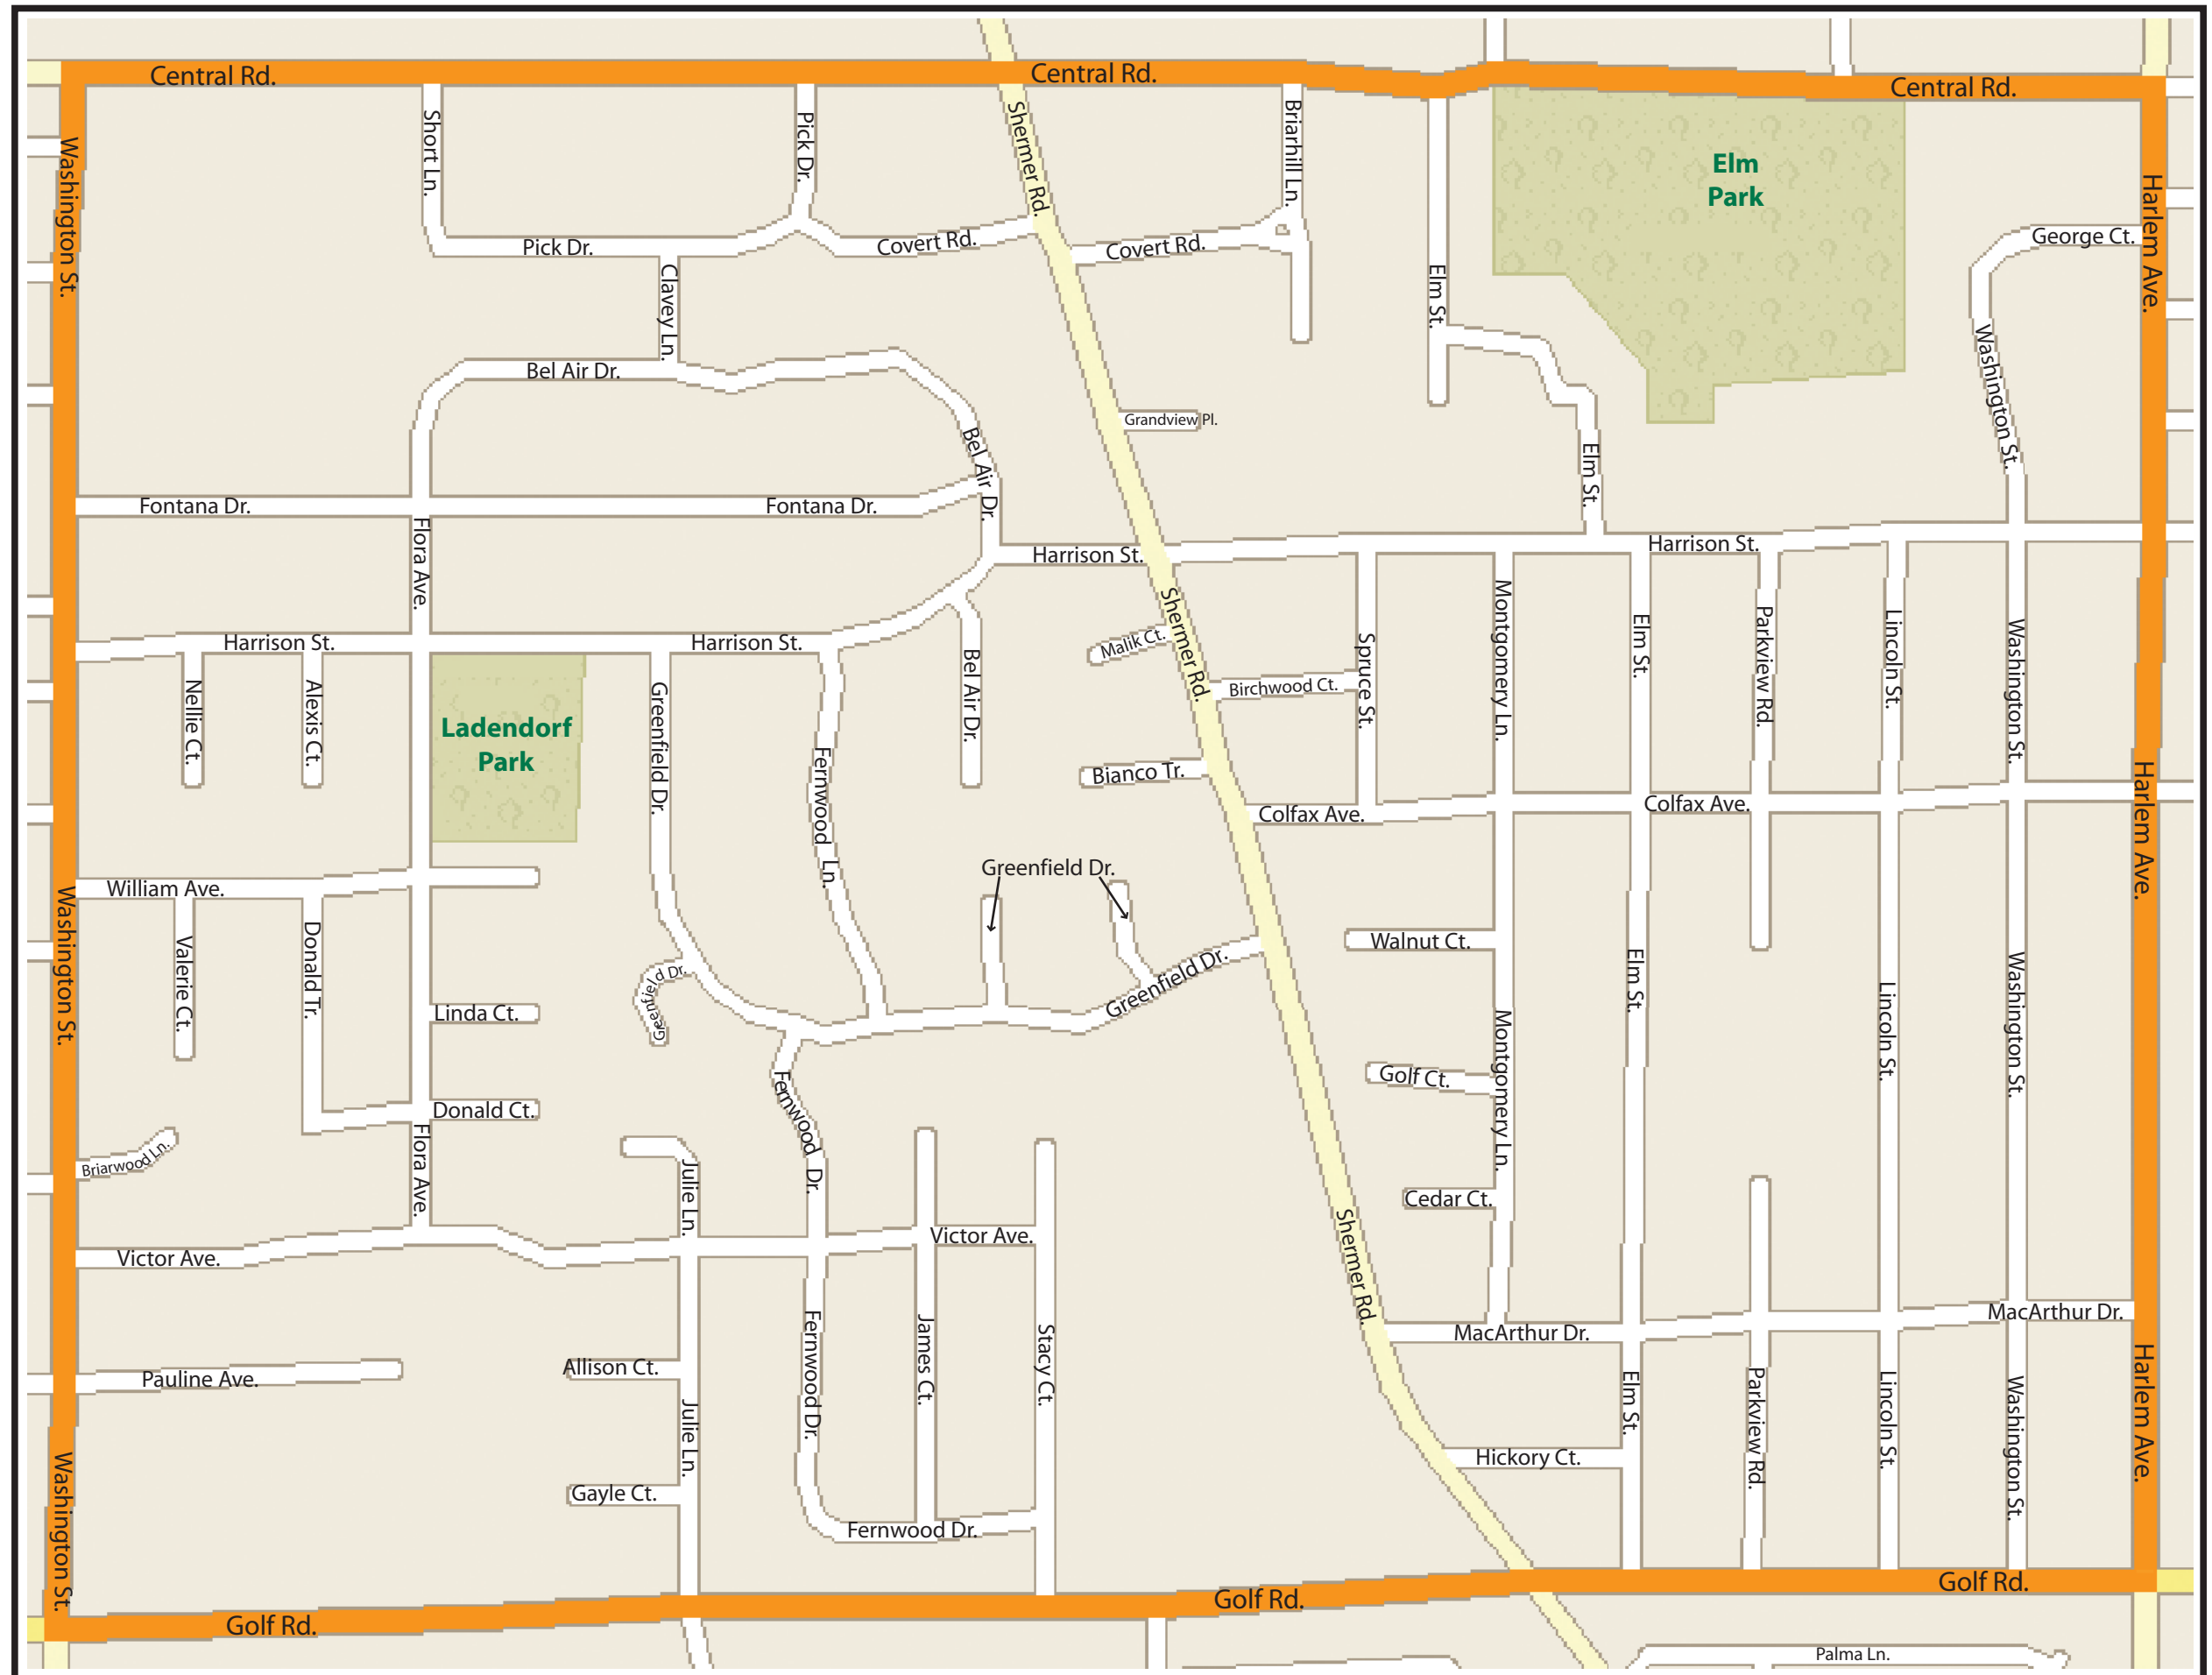 Central Rd.
Central Rd.
Central Rd.
Washington St.
Short Ln.
Pick Dr.
Shermer Rd.
Briarhill Ln.
Elm
Park
Harlem Ave.
Pick Dr.
Covert Rd.
Covert Rd.
George Ct.
Clavey Ln.
Elm St.
Bel Air Dr.
Washington St.
Grandview Pl.
Bel Air Dr.
Elm St.
Fontana Dr.
Fontana Dr.
Flora Ave.
Harrison St.
Harrison St.
Harrison St.
Harrison St.
Shermer Rd.
Malik Ct.
Birchwood Ct.
Spruce St.
Montgomery Ln.
Elm St.
Parkview Rd.
Lincoln St.
Washington St.
Nellie Ct.
Alexis Ct.
Ladendorf
Park
Greenfield Dr.
Bel Air Dr.
Fernwood Ln.
Bianco Tr.
Colfax Ave.
Colfax Ave.
Harlem Ave.
Greenfield Dr.
William Ave.
Washington St.
Valerie Ct.
Donald Tr.
Walnut Ct.
Elm St.
Lincoln St.
Washington St.
Greenfield Dr.
Greenfield Dr.
Linda Ct.
Golf Ct.
Montgomery Ln.
Donald Ct.
Fernwood Dr.
Briarwood Ln.
Flora Ave.
Julie Ln.
Cedar Ct.
Victor Ave.
Victor Ave.
Shermer Rd.
MacArthur Dr.
MacArthur Dr.
Pauline Ave.
Allison Ct.
Fernwood Dr.
James Ct.
Stacy Ct.
Elm St.
Parkview Rd.
Lincoln St.
Washington St.
Harlem Ave.
Julie Ln.
Hickory Ct.
Washington St.
Gayle Ct.
Fernwood Dr.
Golf Rd.
Golf Rd.
Golf Rd.
Palma Ln.